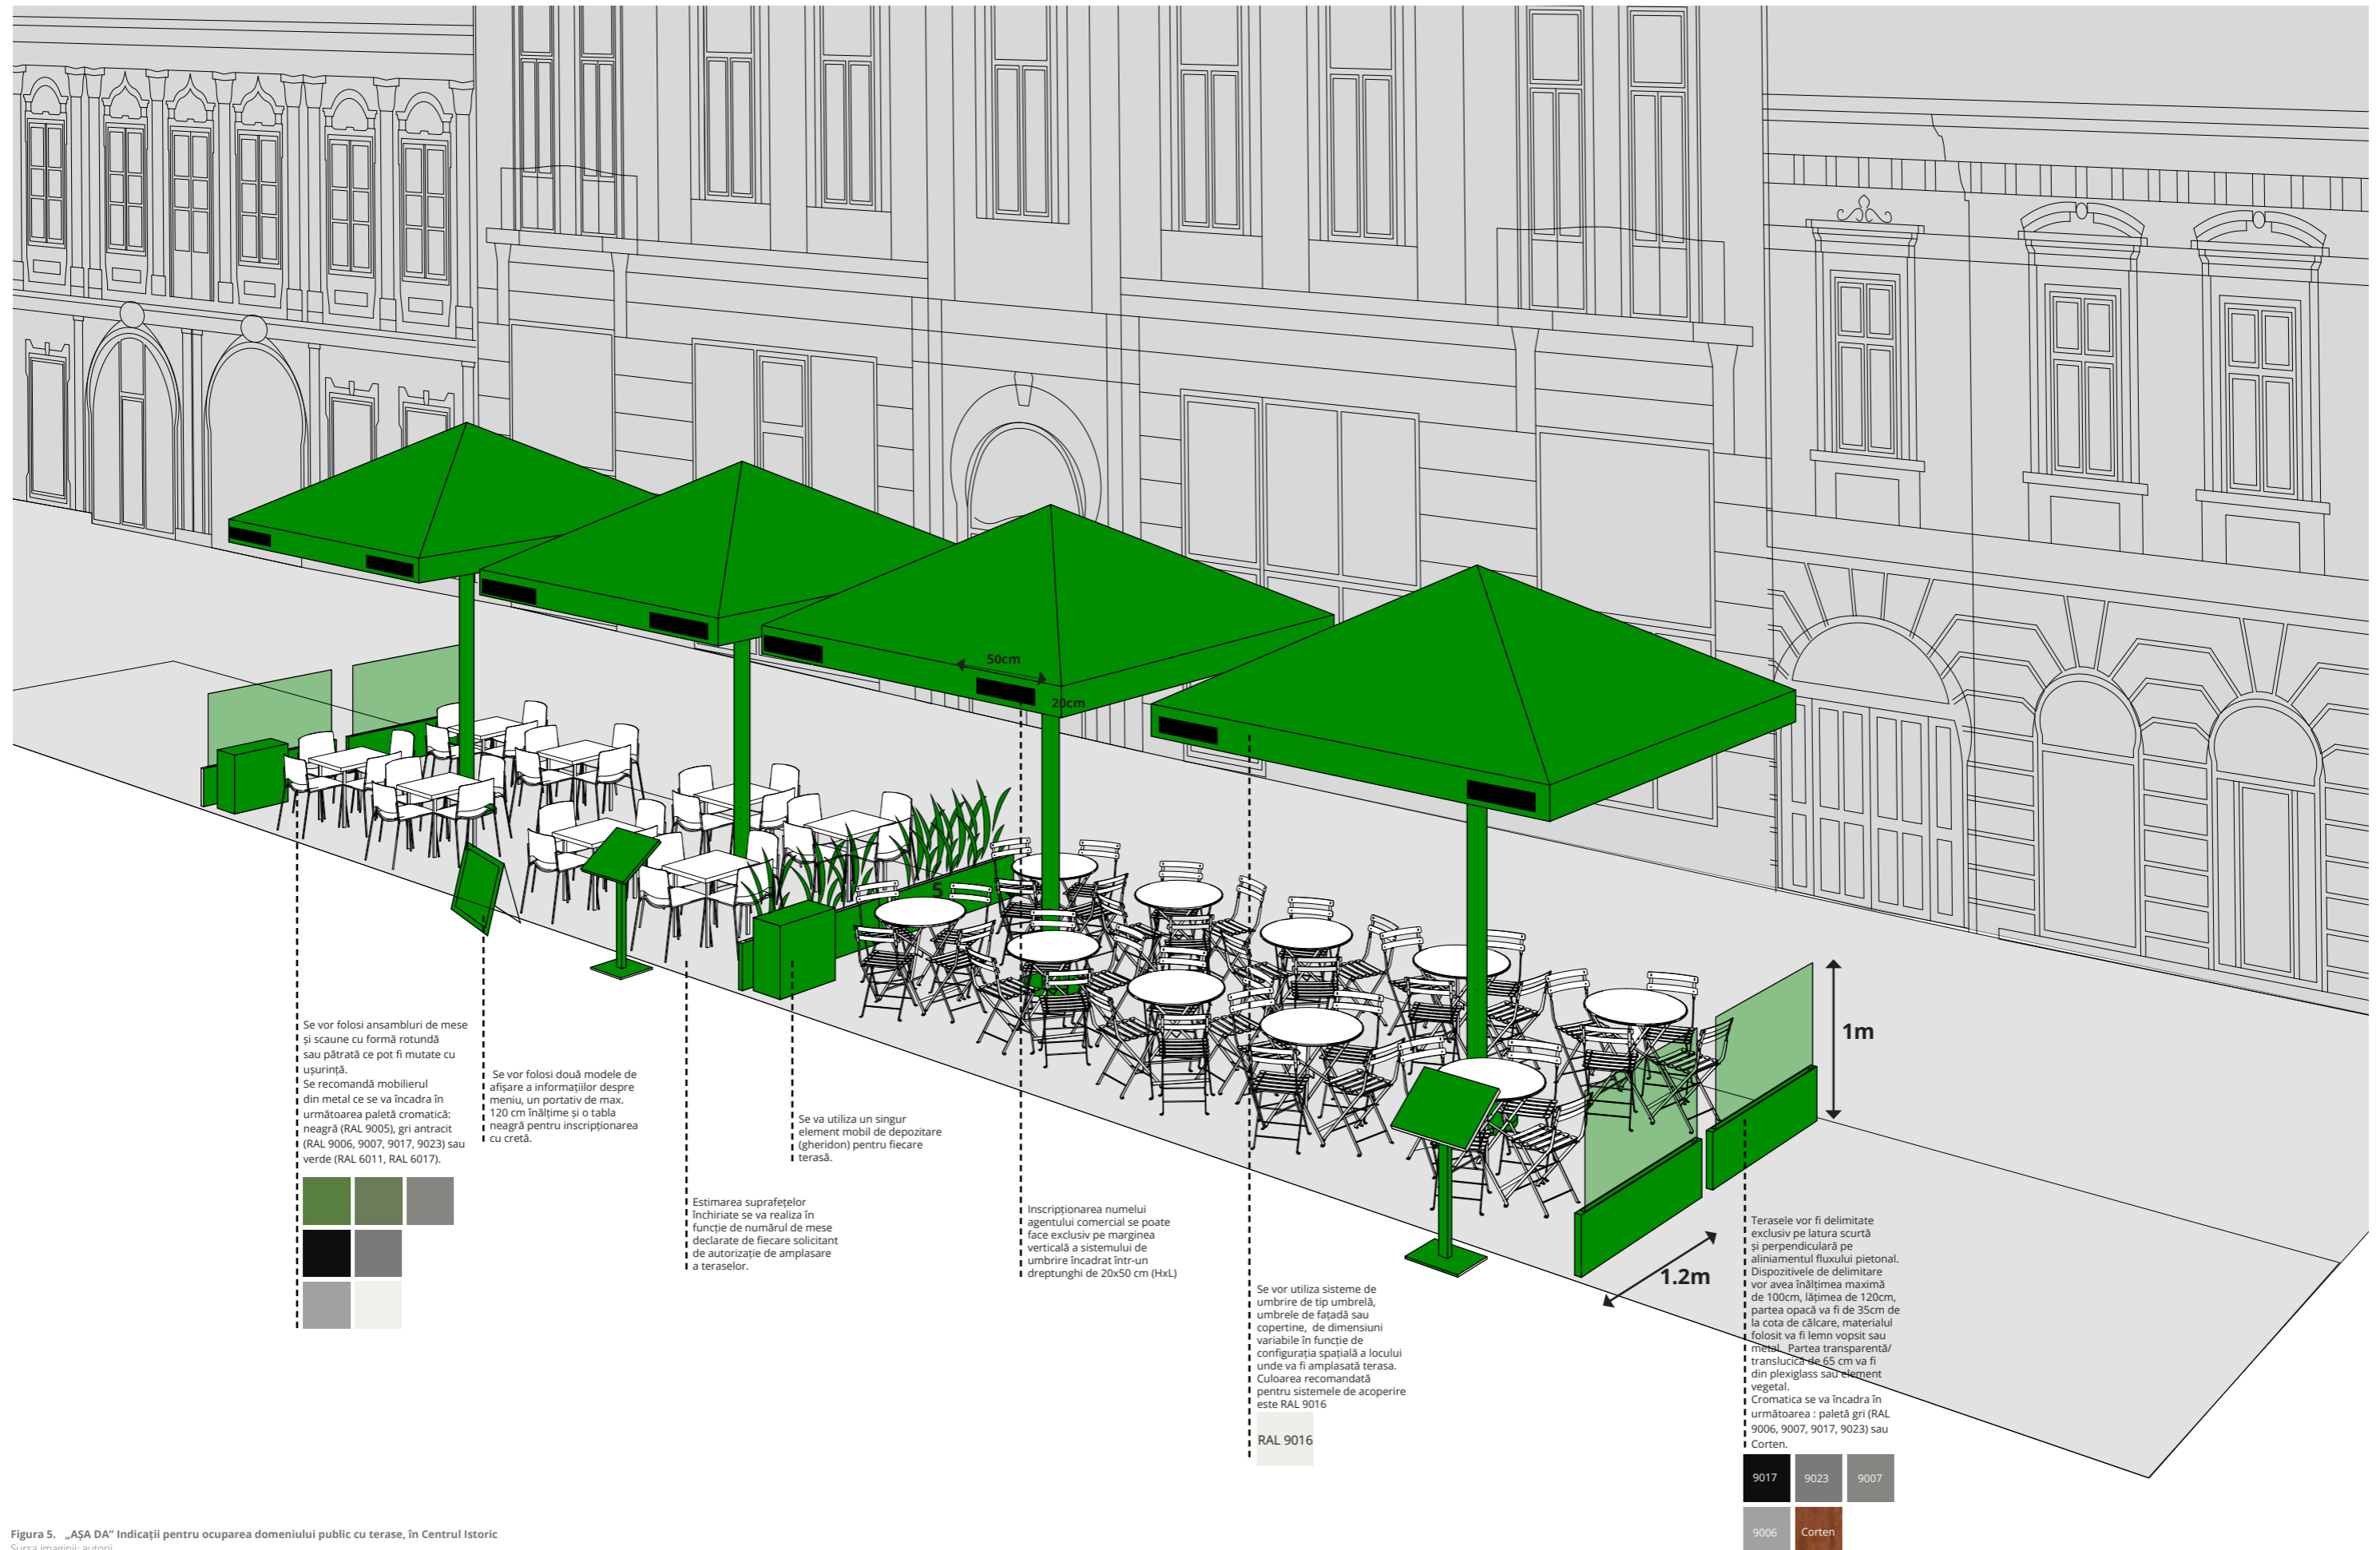 50cm
20cm
5
1m
1.2m
Se vor folosi ansambluri de mese
și scaune cu formă rotundă
sau pătrată ce pot fi mutate cu
ușurință.
Se recomandă mobilierul
din metal ce se va încadra în
următoarea paletă cromatică:
neagră (RAL 9005), gri antracit
(RAL 9006, 9007, 9017, 9023) sau
verde (RAL 6011, RAL 6017).
Se vor folosi două modele de
afișare a informațiilor despre
meniu, un portativ de max.
120 cm înălțime și o tabla
neagră pentru inscripționarea
cu cretă.
Estimarea suprafețelor
închiriate se va realiza în
funcție de numărul de mese
declarate de fiecare solicitant
de autorizație de amplasare
a teraselor.
Se va utiliza un singur
element mobil de depozitare
(gheridon) pentru fiecare
terasă.
Inscripționarea numelui
agentului comercial se poate
face exclusiv pe marginea
verticală a sistemului de
umbrire încadrat într-un
dreptunghi de 20x50 cm (HxL)
Se vor utiliza sisteme de
umbrire de tip umbrelă,
umbrele de fațadă sau
copertine, de dimensiuni
variabile în funcție de
configurația spațială a locului
unde va fi amplasată terasa.
Culoarea recomandată
pentru sistemele de acoperire
este RAL 9016
RAL 9016
Terasele vor fi delimitate
exclusiv pe latura scurtă
și perpendiculară pe
aliniamentul fluxului pietonal.
Dispozitivele de delimitare
vor avea înălțimea maximă
de 100cm, lățimea de 120cm,
partea opacă va fi de 35cm de
la cota de călcare, materialul
folosit va fi lemn vopsit sau
metal. Partea transparentă/
translucică de 65 cm va fi
din plexiglass sau element
vegetal.
Cromatica se va încadra în
următoarea : paletă gri (RAL
9006, 9007, 9017, 9023) sau
Corten.
9017 9023 9007
9006 Corten
Figura 5. „AȘA DA” Indicații pentru ocuparea domeniului public cu terase, în Centrul Istoric
Sursa imaginii: autorii